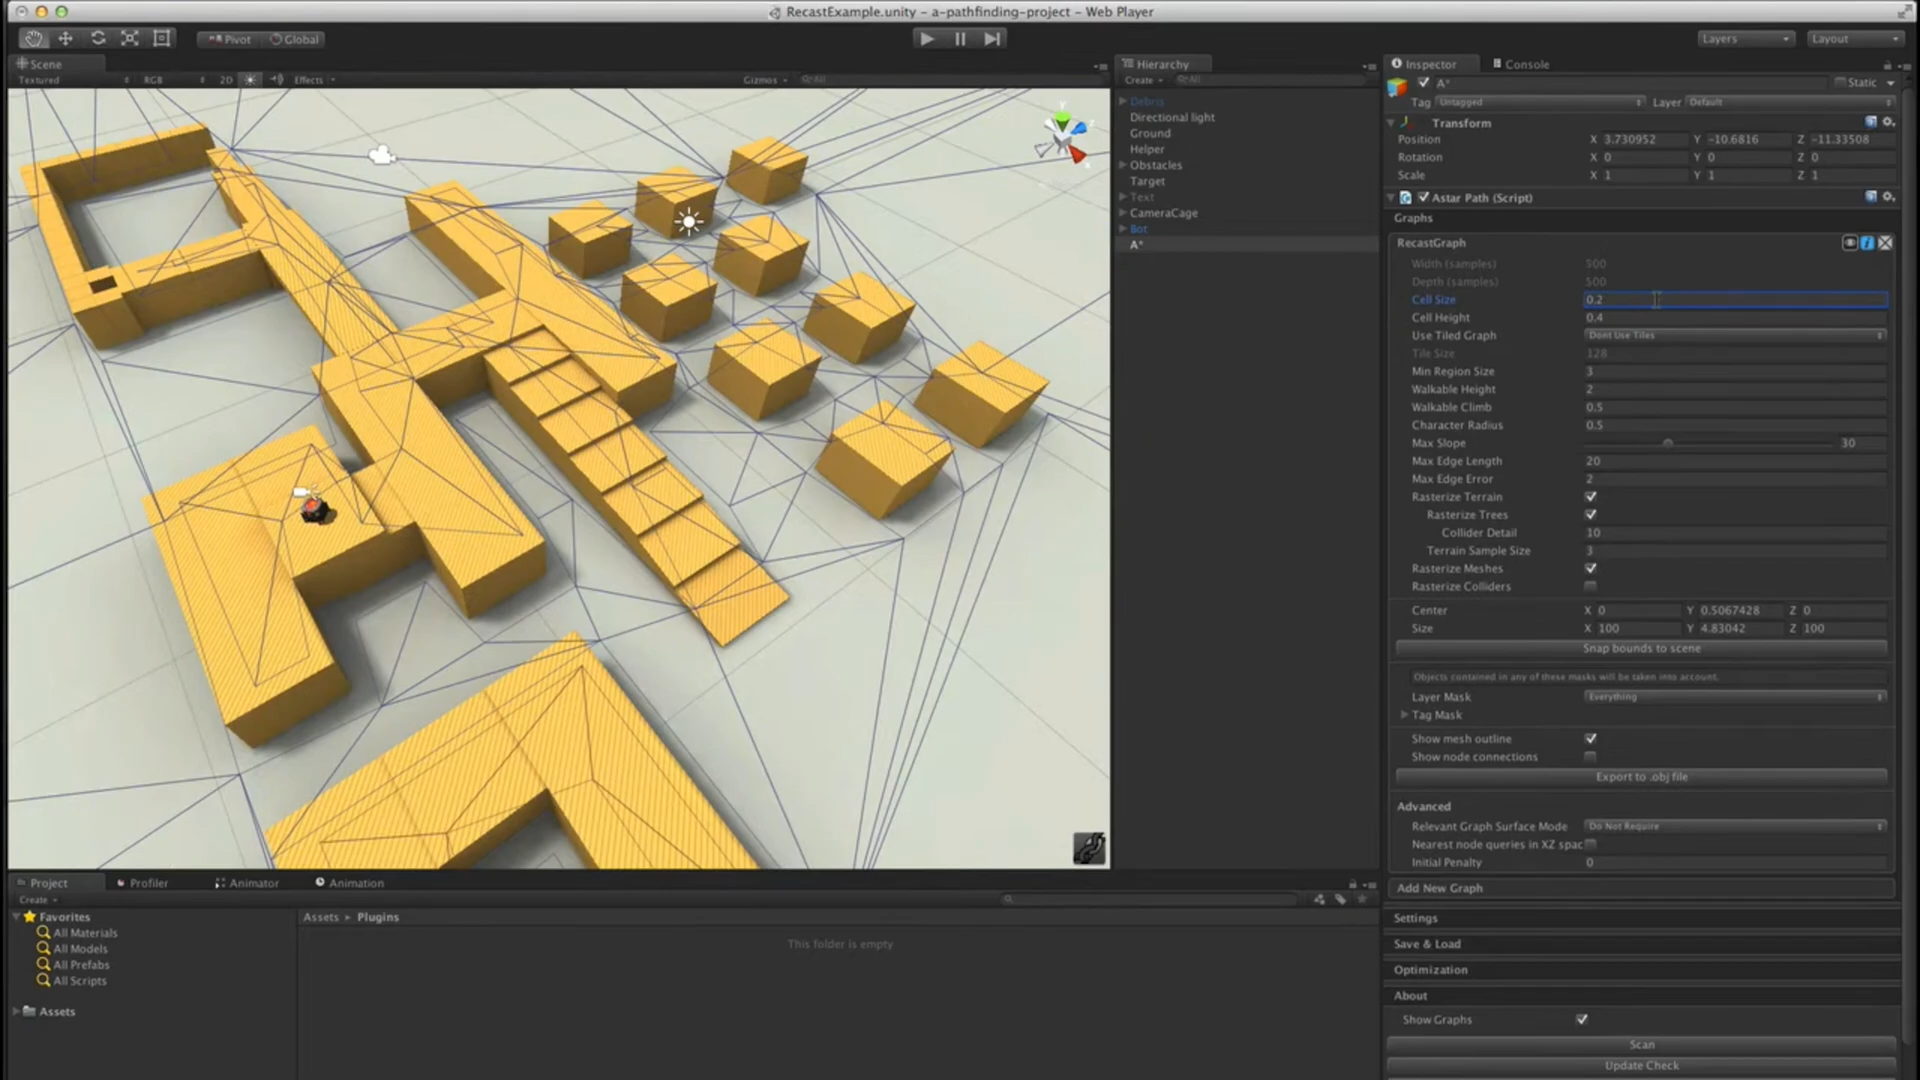 RecastExample.unity – a-pathfinding-project – Web Player
Pivot Global Layers Layout
Scene
Textured RGB 2D Effects Gizmos All
Hierarchy
Create All
Debris
Directional light
Ground
Helper
Obstacles
Target
Text
CameraCage
Bot
A*
Inspector Console
A* Static
Tag Untagged Layer Default
Transform
Position X 3.730952 Y -10.6816 Z -11.33508
Rotation X 0 Y 0 Z 0
Scale X 1 Y 1 Z 1
Astar Path (Script)
Graphs
RecastGraph
Width (samples) 500
Depth (samples) 500
Cell Size 0.2
Cell Height 0.4
Use Tiled Graph Dont Use Tiles
Tile Size 128
Min Region Size 3
Walkable Height 2
Walkable Climb 0.5
Character Radius 0.5
Max Slope 30
Max Edge Length 20
Max Edge Error 2
Rasterize Terrain
Rasterize Trees
Collider Detail 10
Terrain Sample Size 3
Rasterize Meshes
Rasterize Colliders
Center X 0 Y 0.5067428 Z 0
Size X 100 Y 4.83042 Z 100
Snap bounds to scene
Objects contained in any of these masks will be taken into account.
Layer Mask Everything
Tag Mask
Show mesh outline
Show node connections
Export to .obj file
Advanced
Relevant Graph Surface Mode Do Not Require
Nearest node queries in XZ spac
Initial Penalty 0
Add New Graph
Settings
Save & Load
Optimization
About
Show Graphs
Scan
Update Check
Project Profiler Animator Animation
Create
Favorites
All Materials
All Models
All Prefabs
All Scripts
Assets
Assets Plugins
This folder is empty